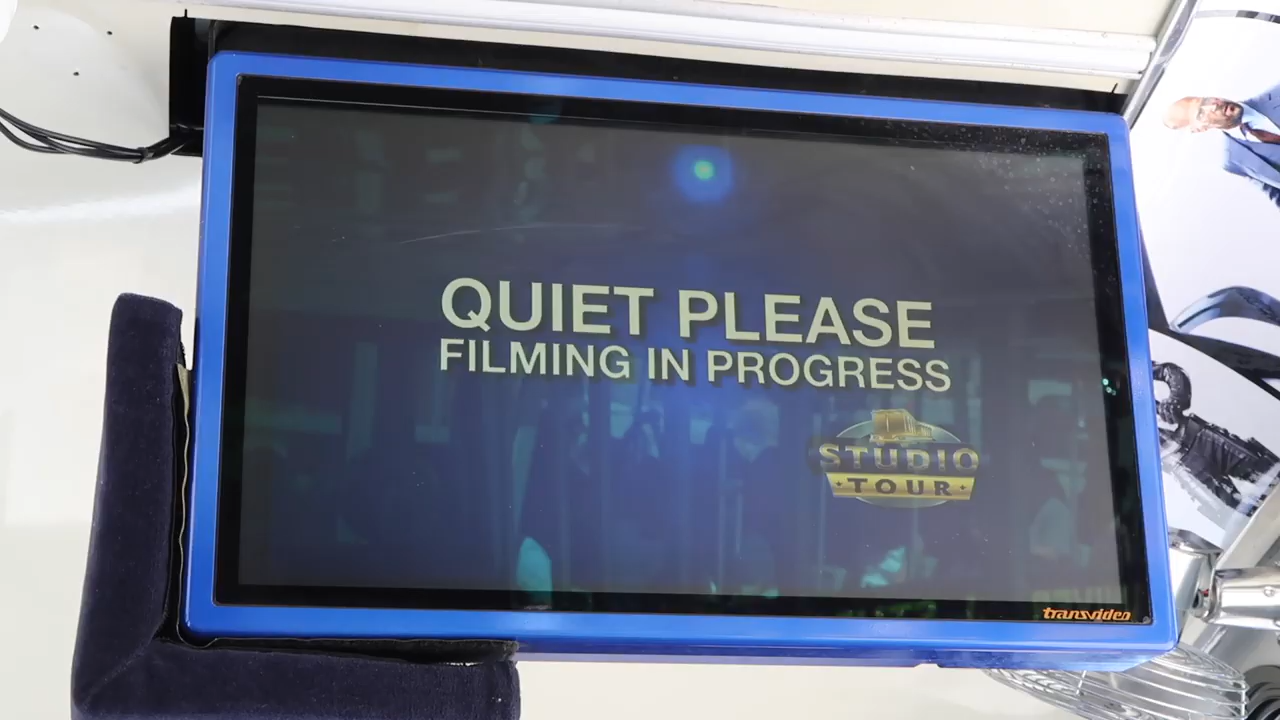 QUIET PLEASE
FILMING IN PROGRESS
STUDIO
TOUR
transvideo